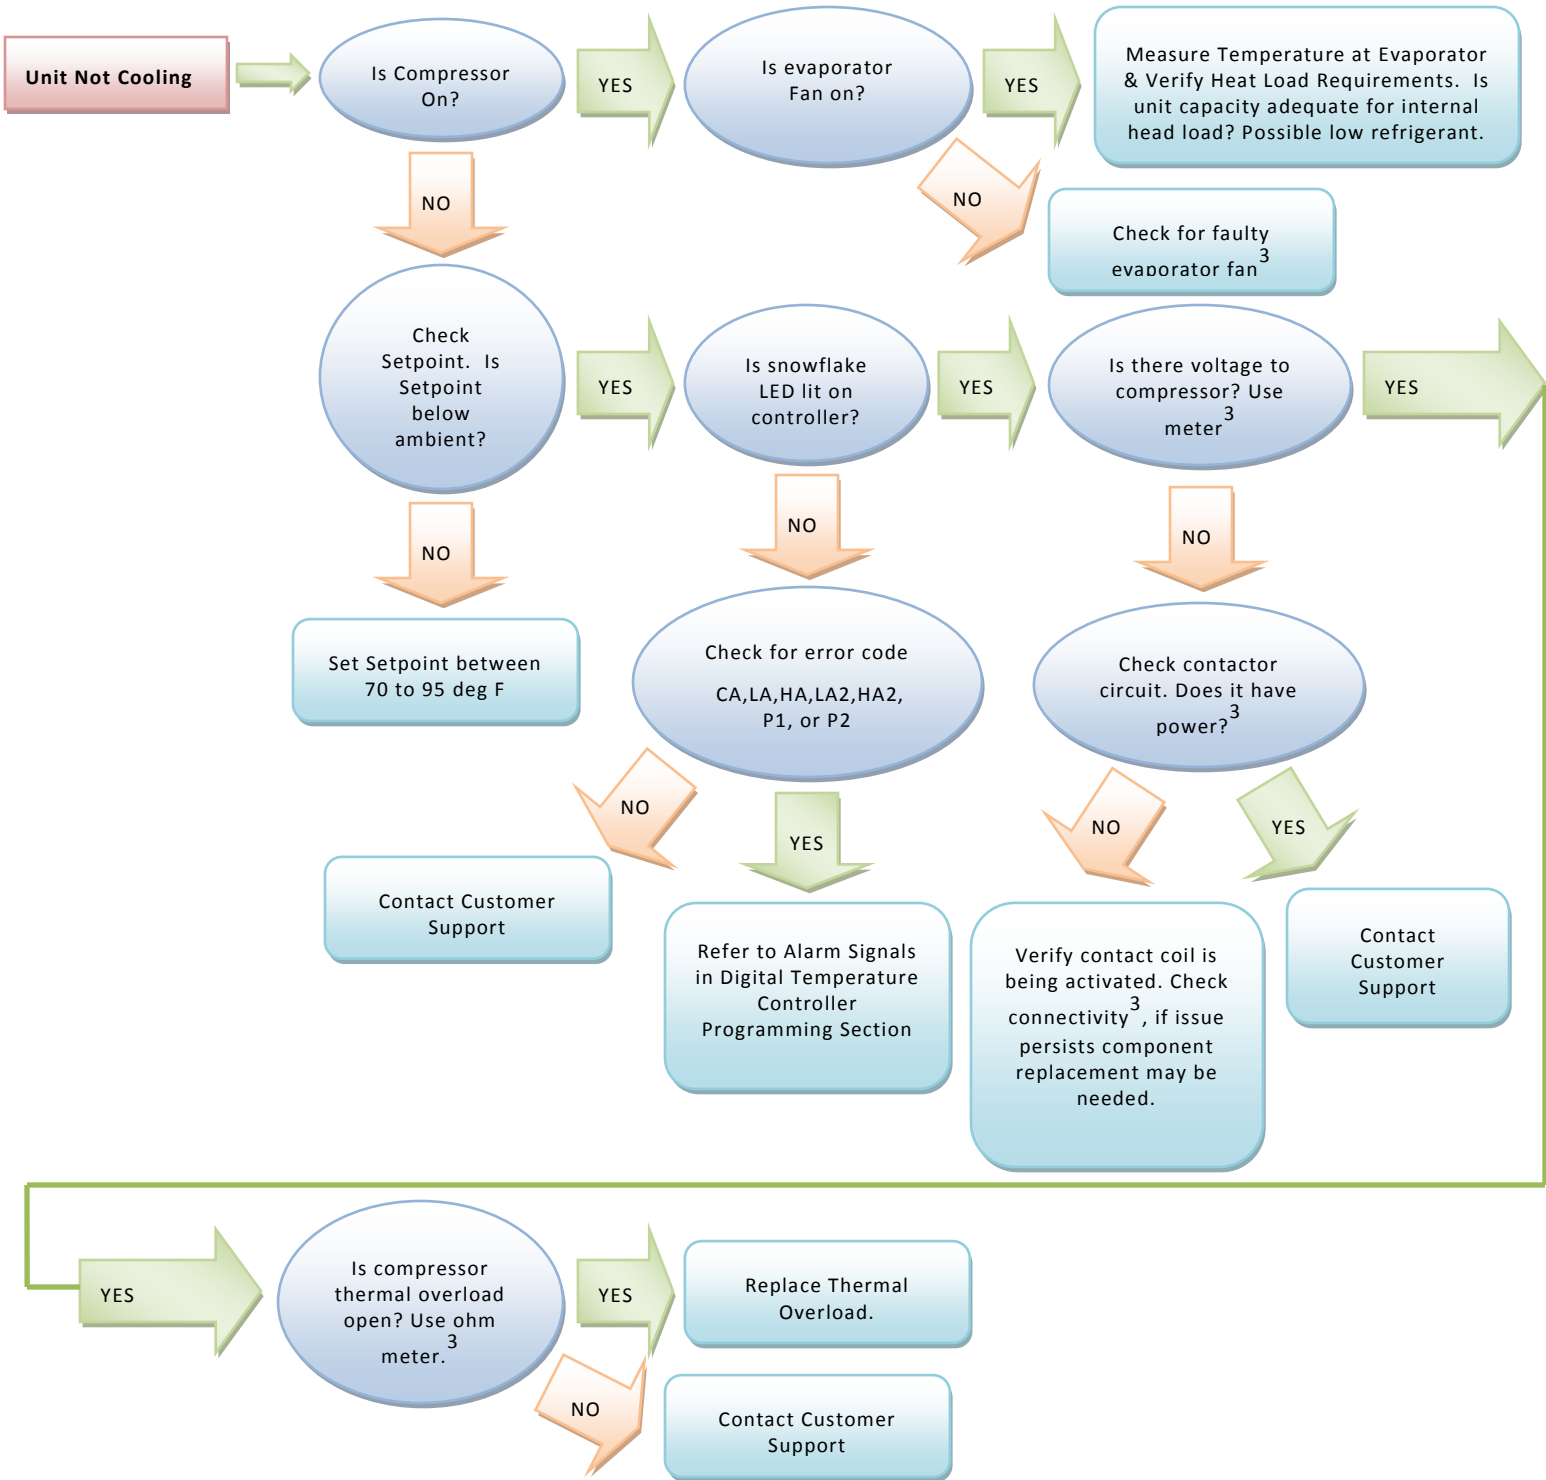 Unit Not Cooling
Is Compressor
On?
YES
Is evaporator
Fan on?
YES
Measure Temperature at Evaporator
& Verify Heat Load Requirements. Is
unit capacity adequate for internal
head load? Possible low refrigerant.
NO
NO
Check for faulty
evaporator fan3
Check
Setpoint. Is
Setpoint
below
ambient?
YES
Is snowflake
LED lit on
controller?
YES
Is there voltage to
compressor? Use
meter3
YES
NO
NO
NO
Set Setpoint between
70 to 95 deg F
Check for error code
CA,LA,HA,LA2,HA2,
P1, or P2
Check contactor
circuit. Does it have
power?3
NO
YES
NO
YES
Contact Customer
Support
Refer to Alarm Signals
in Digital Temperature
Controller
Programming Section
Verify contact coil is
being activated. Check
connectivity3, if issue
persists component
replacement may be
needed.
Contact
Customer
Support
YES
Is compressor
thermal overload
open? Use ohm
meter.3
YES
Replace Thermal
Overload.
NO
Contact Customer
Support